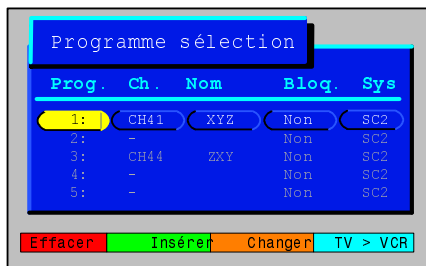 Programme sélection
Prog. Ch. Nom Bloq. Sys
1: CH41 XYZ Non SC2
2: - Non SC2
3: CH44 ZXY Non SC2
4: - Non SC2
5: - Non SC2
Effacer Insérer Changer TV > VCR